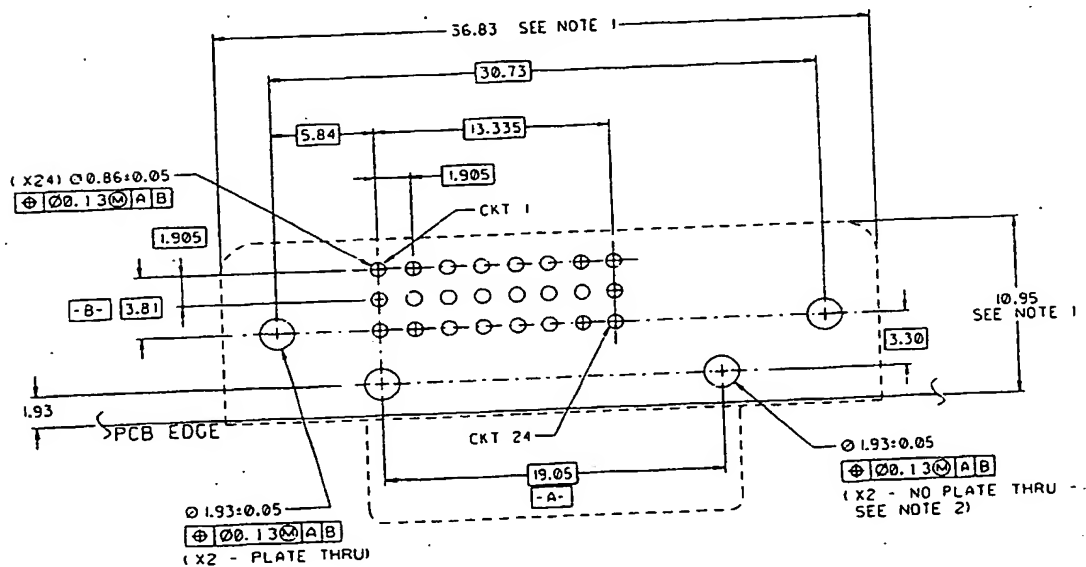 36.83 SEE NOTE 1
30.73
5.84
13.335
1.905
(X24) Ø0.86±0.05
⌖ Ø0.13Ⓜ A B
CKT 1
1.905
-B- 3.81
10.95
SEE NOTE 1
3.30
1.93
PCB EDGE
CKT 24
19.05
-A-
Ø1.93±0.05
⌖ Ø0.13Ⓜ A B
(X2 - NO PLATE THRU -
SEE NOTE 2)
Ø1.93±0.05
⌖ Ø0.13Ⓜ A B
(X2 - PLATE THRU)